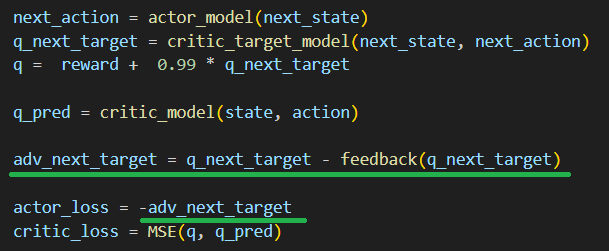 next_action = actor_model(next_state)
q_next_target = critic_target_model(next_state, next_action)
q =  reward +  0.99 * q_next_target
q_pred = critic_model(state, action)
adv_next_target = q_next_target - feedback(q_next_target)
actor_loss = -adv_next_target
critic_loss = MSE(q, q_pred)